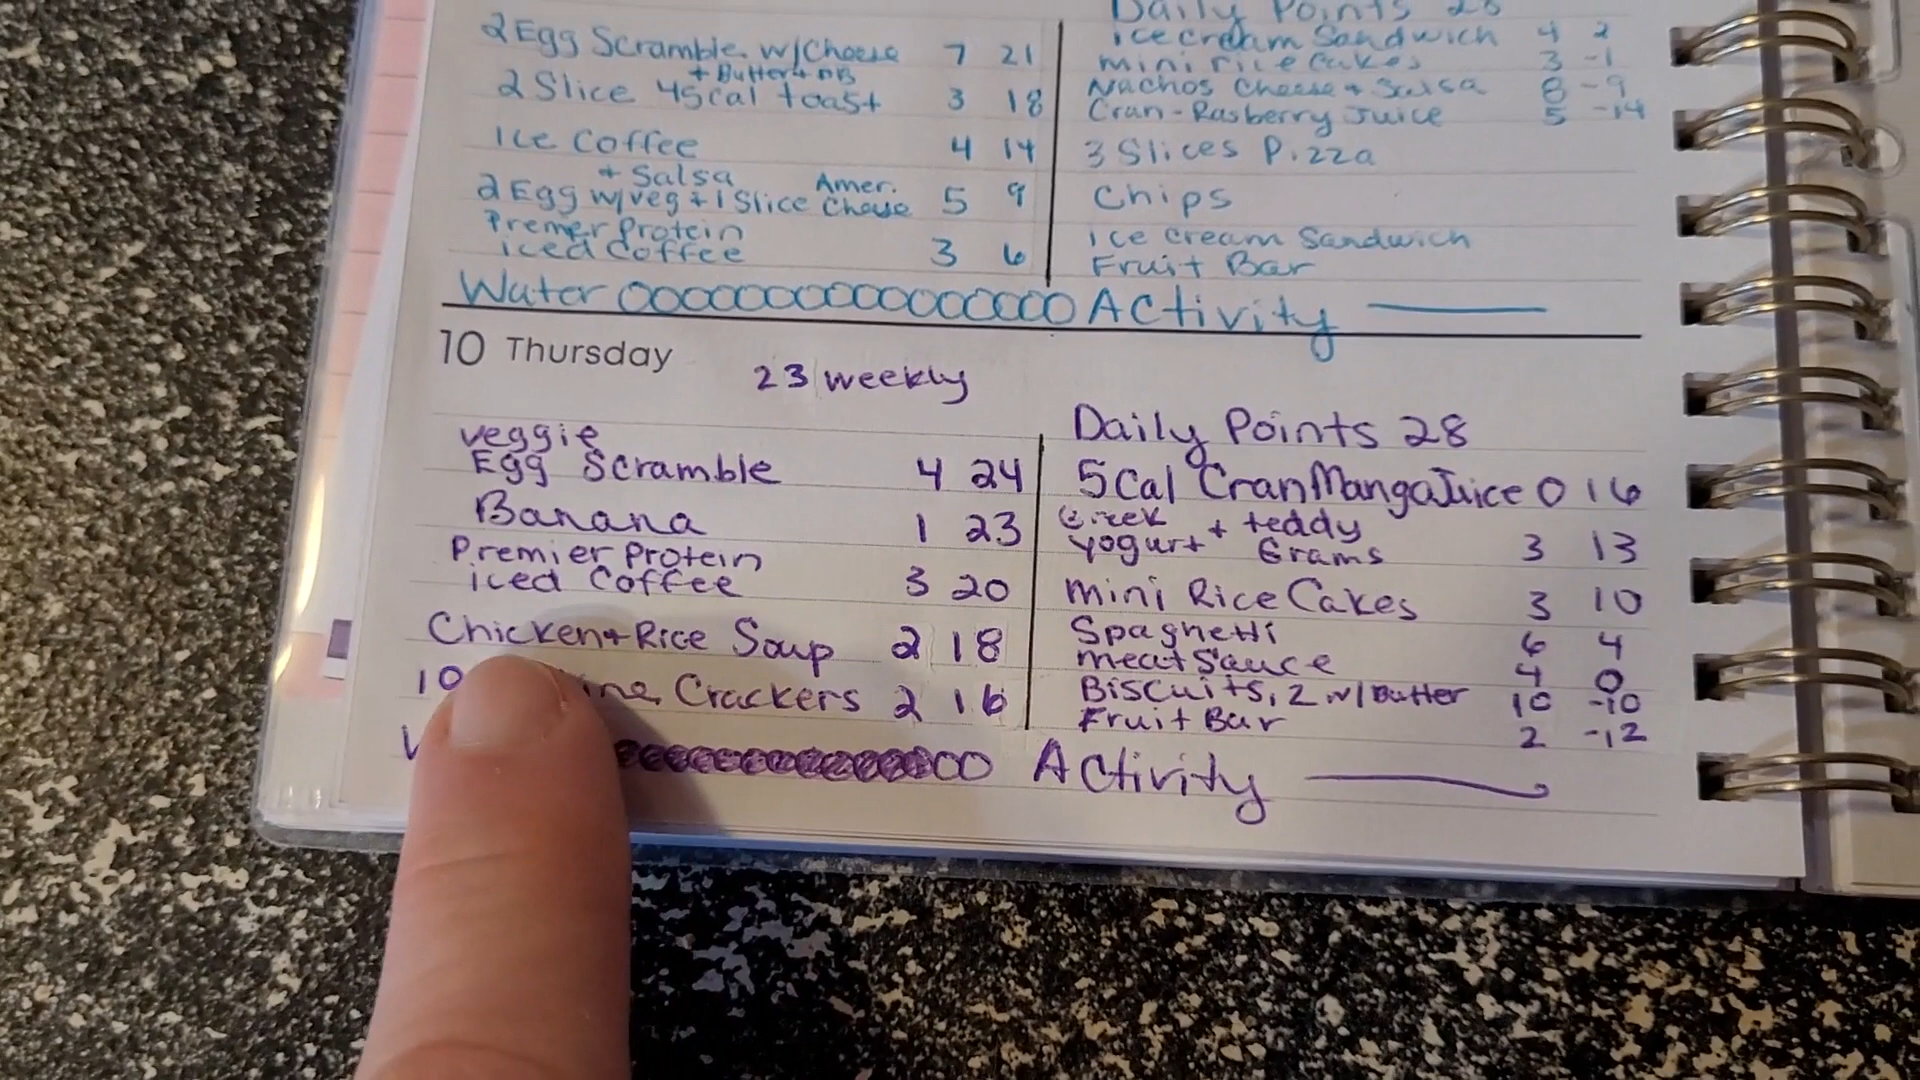 2 Egg Scramble w/Cheese 7 21
+ Butter +
2 Slice 45cal toast 3 18
Ice Coffee 4 14
+ Salsa Amer.
2 Egg w/veg + 1 Slice Cheese 5 9
Premer Protein
iced Coffee 3 6
Daily Points 28
ice cream Sandwich 4 2
mini rice Cakes 3 -1
Nachos Cheese + Salsa 8 -9
Cran-Rasberry Juice 5 -14
3 Slices Pizza
Chips
ice cream Sandwich
Fruit Bar
Water OOOOOOOOOOOOOOOO Activity
10 Thursday
23 weekly
veggie
Egg Scramble 4 24
Banana 1 23
Premier Protein
iced Coffee 3 20
Chicken + Rice Soup 2 18
10 Crackers 2 16
Daily Points 28
5 Cal CranMangaJuice 0 16
Greek + teddy
yogurt Grams 3 13
mini Rice Cakes 3 10
Spaghetti 6 4
meat Sauce 4 0
Biscuits, 2 w/Butter 10 -10
Fruit Bar 2 -12
Activity